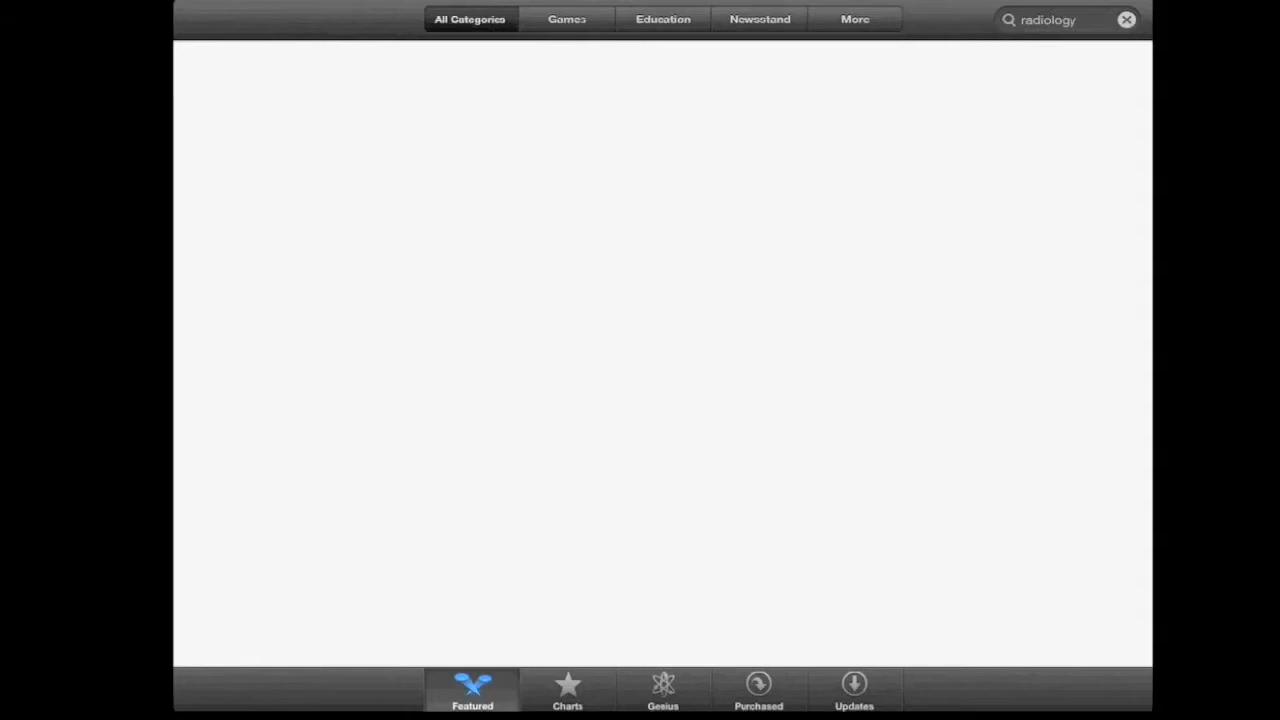 All Categories
Games
Education
Newsstand
More
radiology
Featured
Charts
Genius
Purchased
Updates